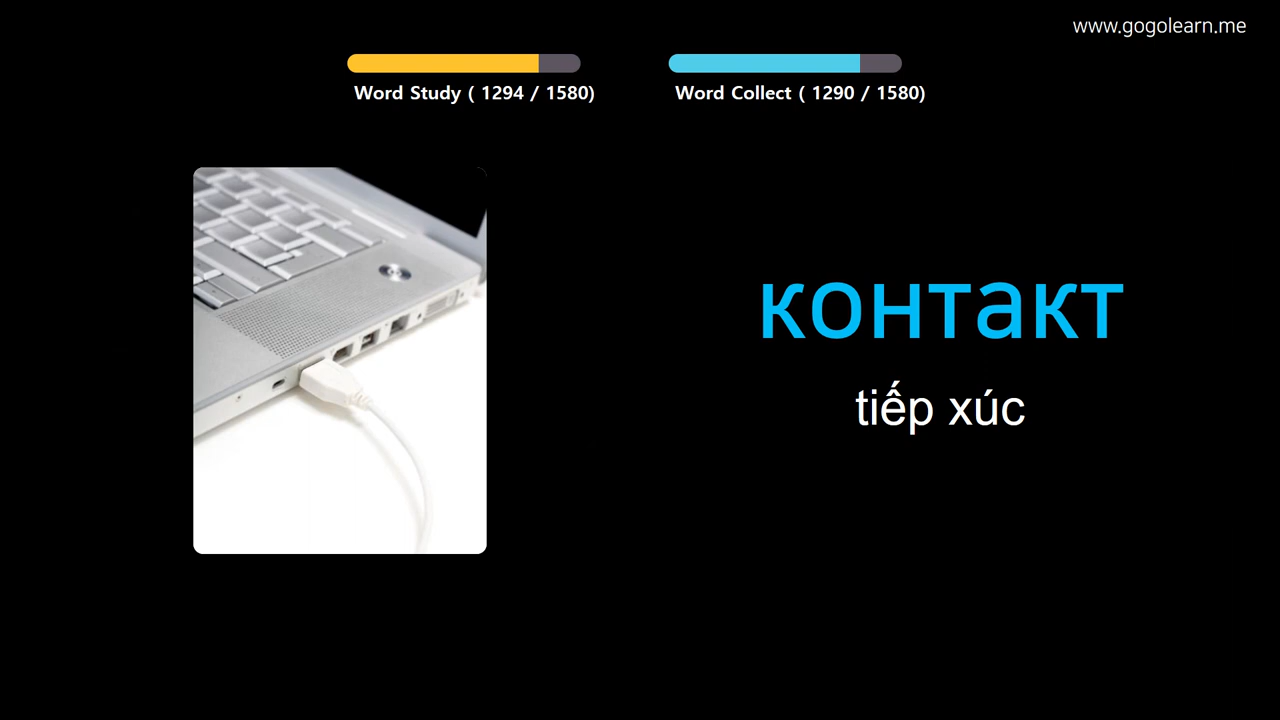 www.gogolearn.me
Word Study ( 1294 / 1580)
Word Collect ( 1290 / 1580)
контакт
tiếp xúc